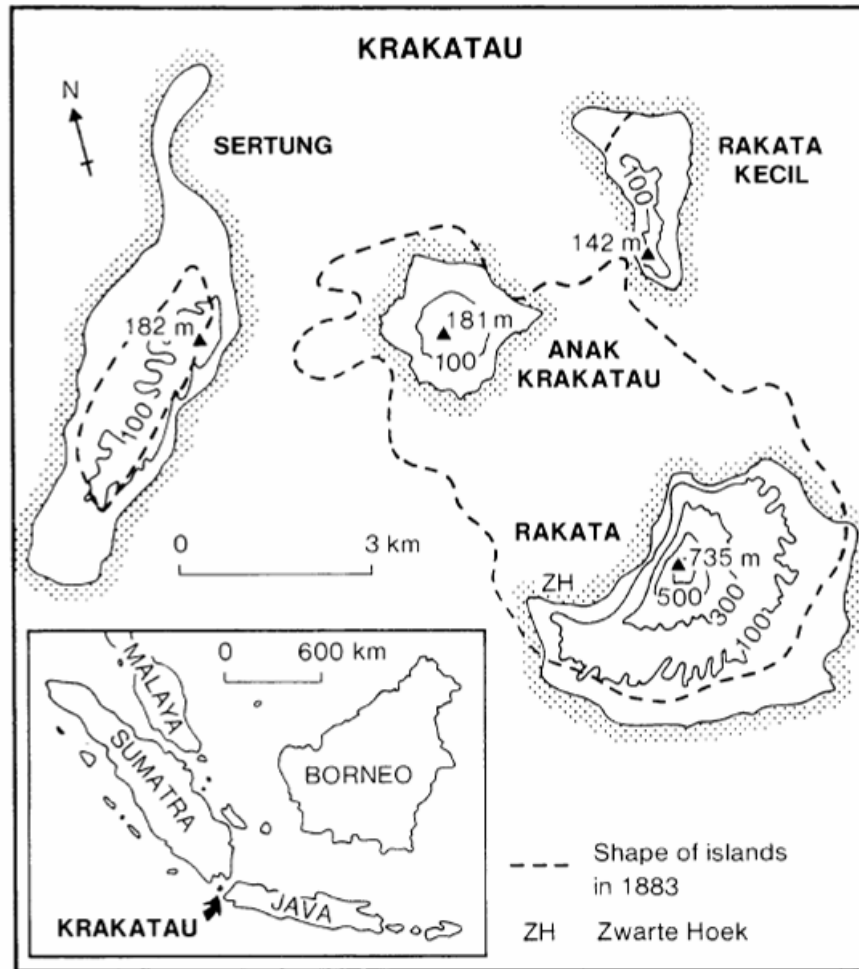 KRAKATAU
N
SERTUNG
RAKATA
KECIL
100
142 m
182 m
100
181 m
100
ANAK
KRAKATAU
RAKATA
0 3 km
ZH
735 m
500
300
100
0 600 km
MALAYA
SUMATRA
BORNEO
JAVA
KRAKATAU
Shape of islands
in 1883
ZH Zwarte Hoek